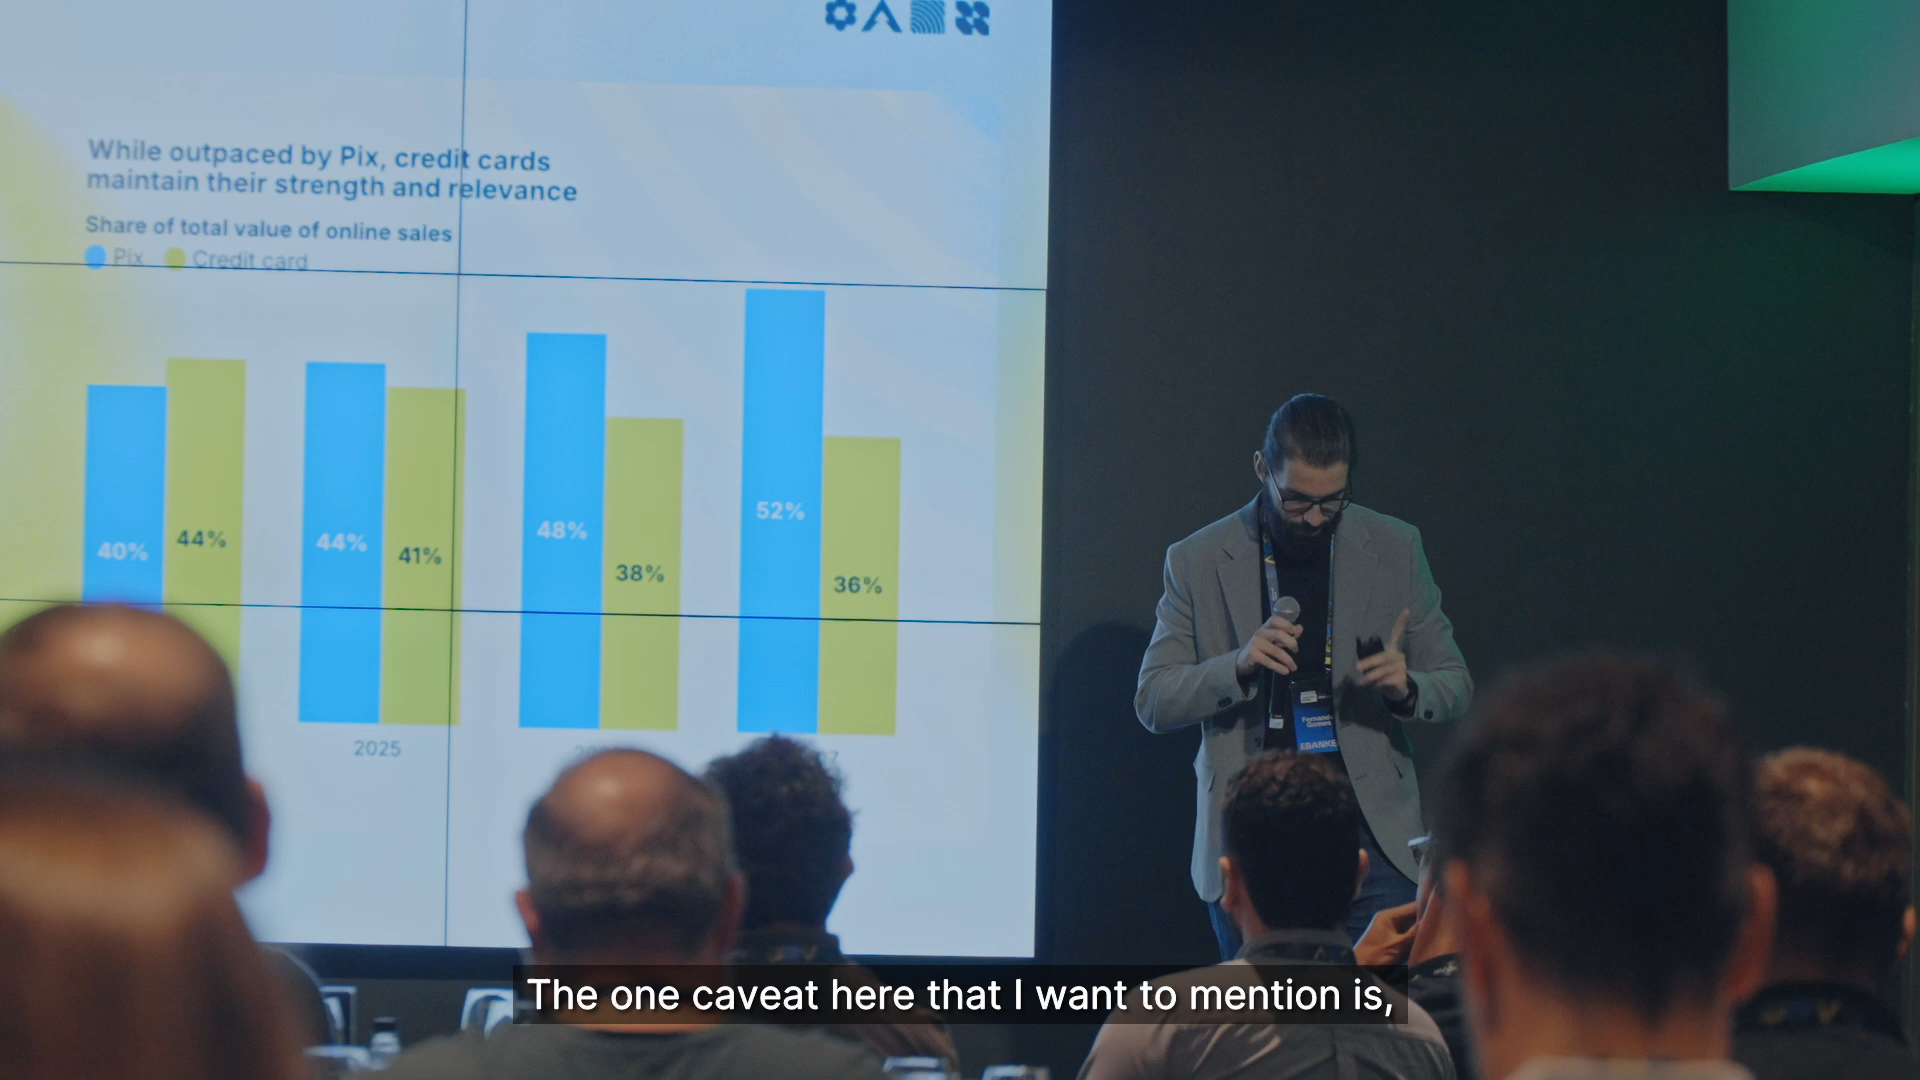 While outpaced by Pix, credit cards
maintain their strength and relevance
Share of total value of online sales
Pix Credit card
40% 44% 44% 41% 48% 38% 52% 36%
2025
Gomes
EBANKE
The one caveat here that I want to mention is,